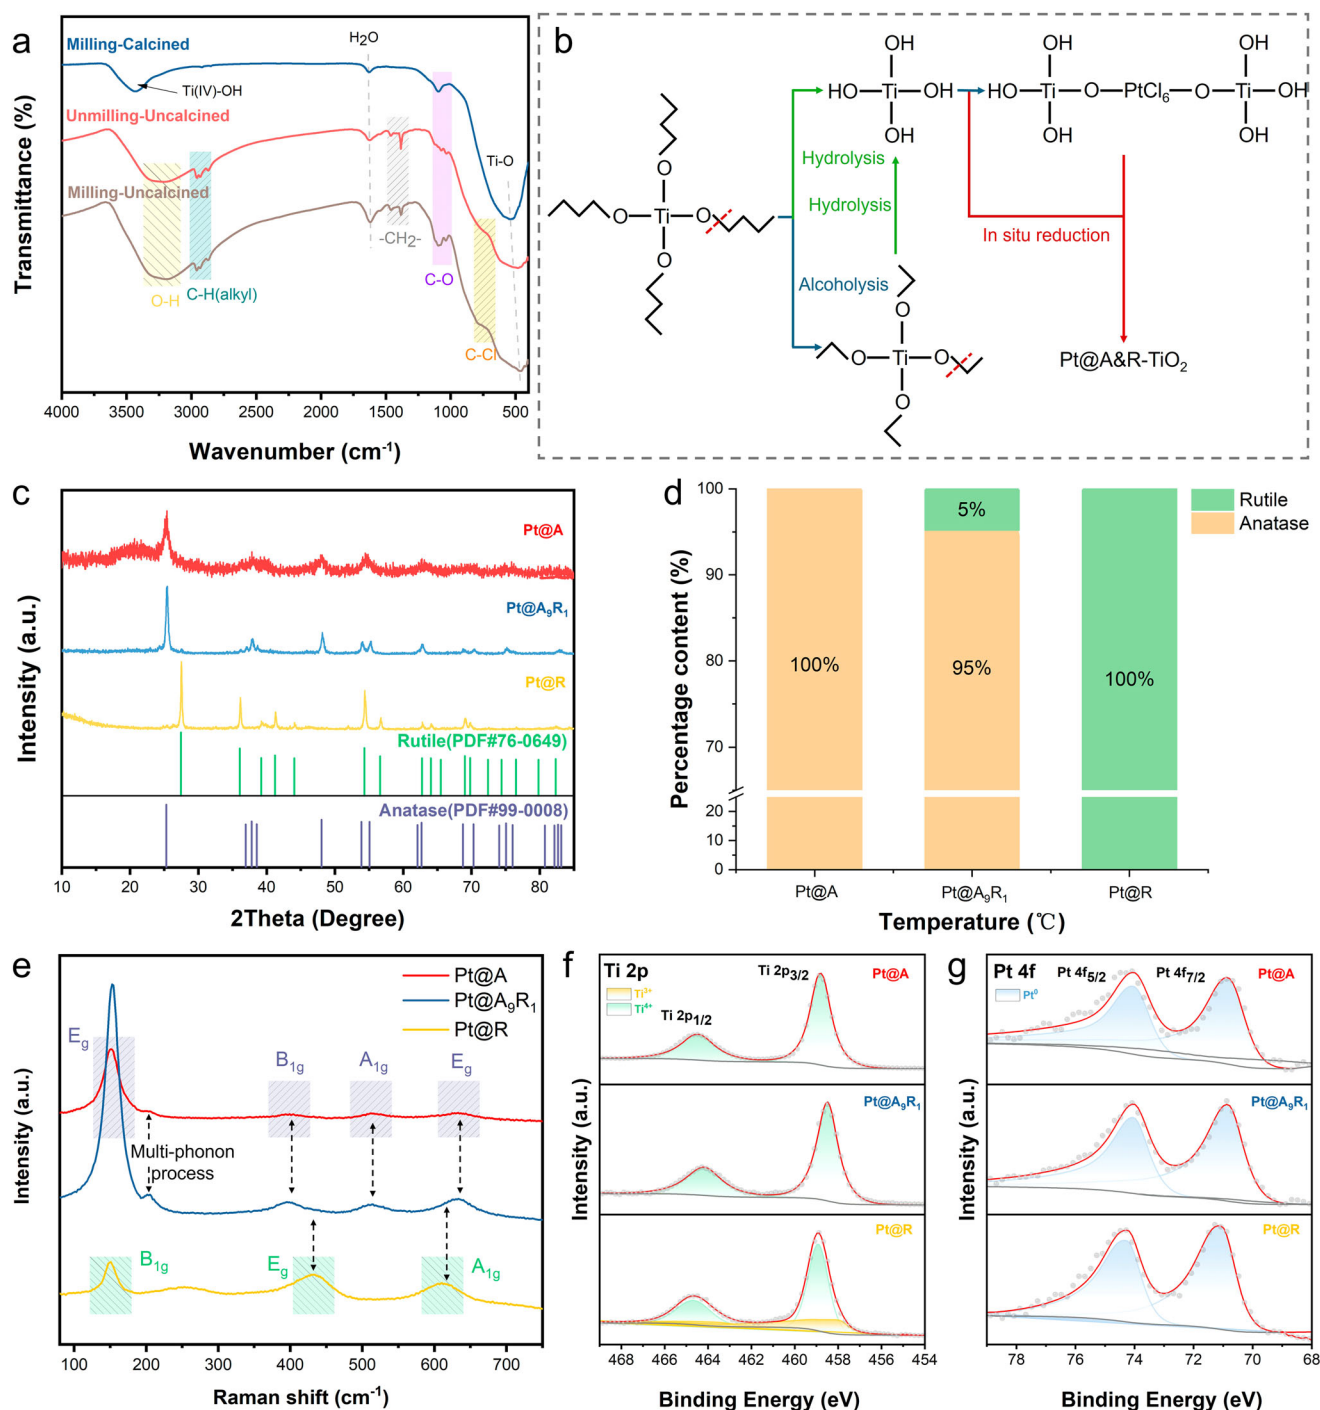 a
Milling-Calcined
H2O
Ti(IV)-OH
Unmilling-Uncalcined
Ti-O
Milling-Uncalcined
-CH2-
O-H
C-H(alkyl)
C-O
C-Cl
Transmittance (%)
4000 3500 3000 2500 2000 1500 1000 500
Wavenumber (cm-1)
b
OH
HO Ti OH
OH
OH OH
HO Ti O PtCl6 O Ti OH
OH OH
O
O Ti O
O
Hydrolysis
Hydrolysis
Alcoholysis
O
O Ti O
O
In situ reduction
Pt@A&R-TiO2
c
Pt@A
Pt@A9R1
Pt@R
Rutile(PDF#76-0649)
Anatase(PDF#99-0008)
Intensity (a.u.)
10 20 30 40 50 60 70 80
2Theta (Degree)
d
Rutile
Anatase
5%
100%
95%
100%
100
90
80
70
20
10
0
Percentage content (%)
Pt@A Pt@A9R1 Pt@R
Temperature (℃)
e
Pt@A
Pt@A9R1
Pt@R
Eg
B1g
A1g
Eg
Multi-phonon
process
B1g
Eg
A1g
Intensity (a.u.)
100 200 300 400 500 600 700
Raman shift (cm-1)
f
Ti 2p
Ti3+
Ti4+
Ti 2p3/2
Ti 2p1/2
Pt@A
Pt@A9R1
Pt@R
Intensity (a.u.)
468 466 464 462 460 458 456 454
Binding Energy (eV)
g
Pt 4f
Pt0
Pt 4f5/2
Pt 4f7/2
Pt@A
Pt@A9R1
Pt@R
Intensity (a.u.)
78 76 74 72 70 68
Binding Energy (eV)